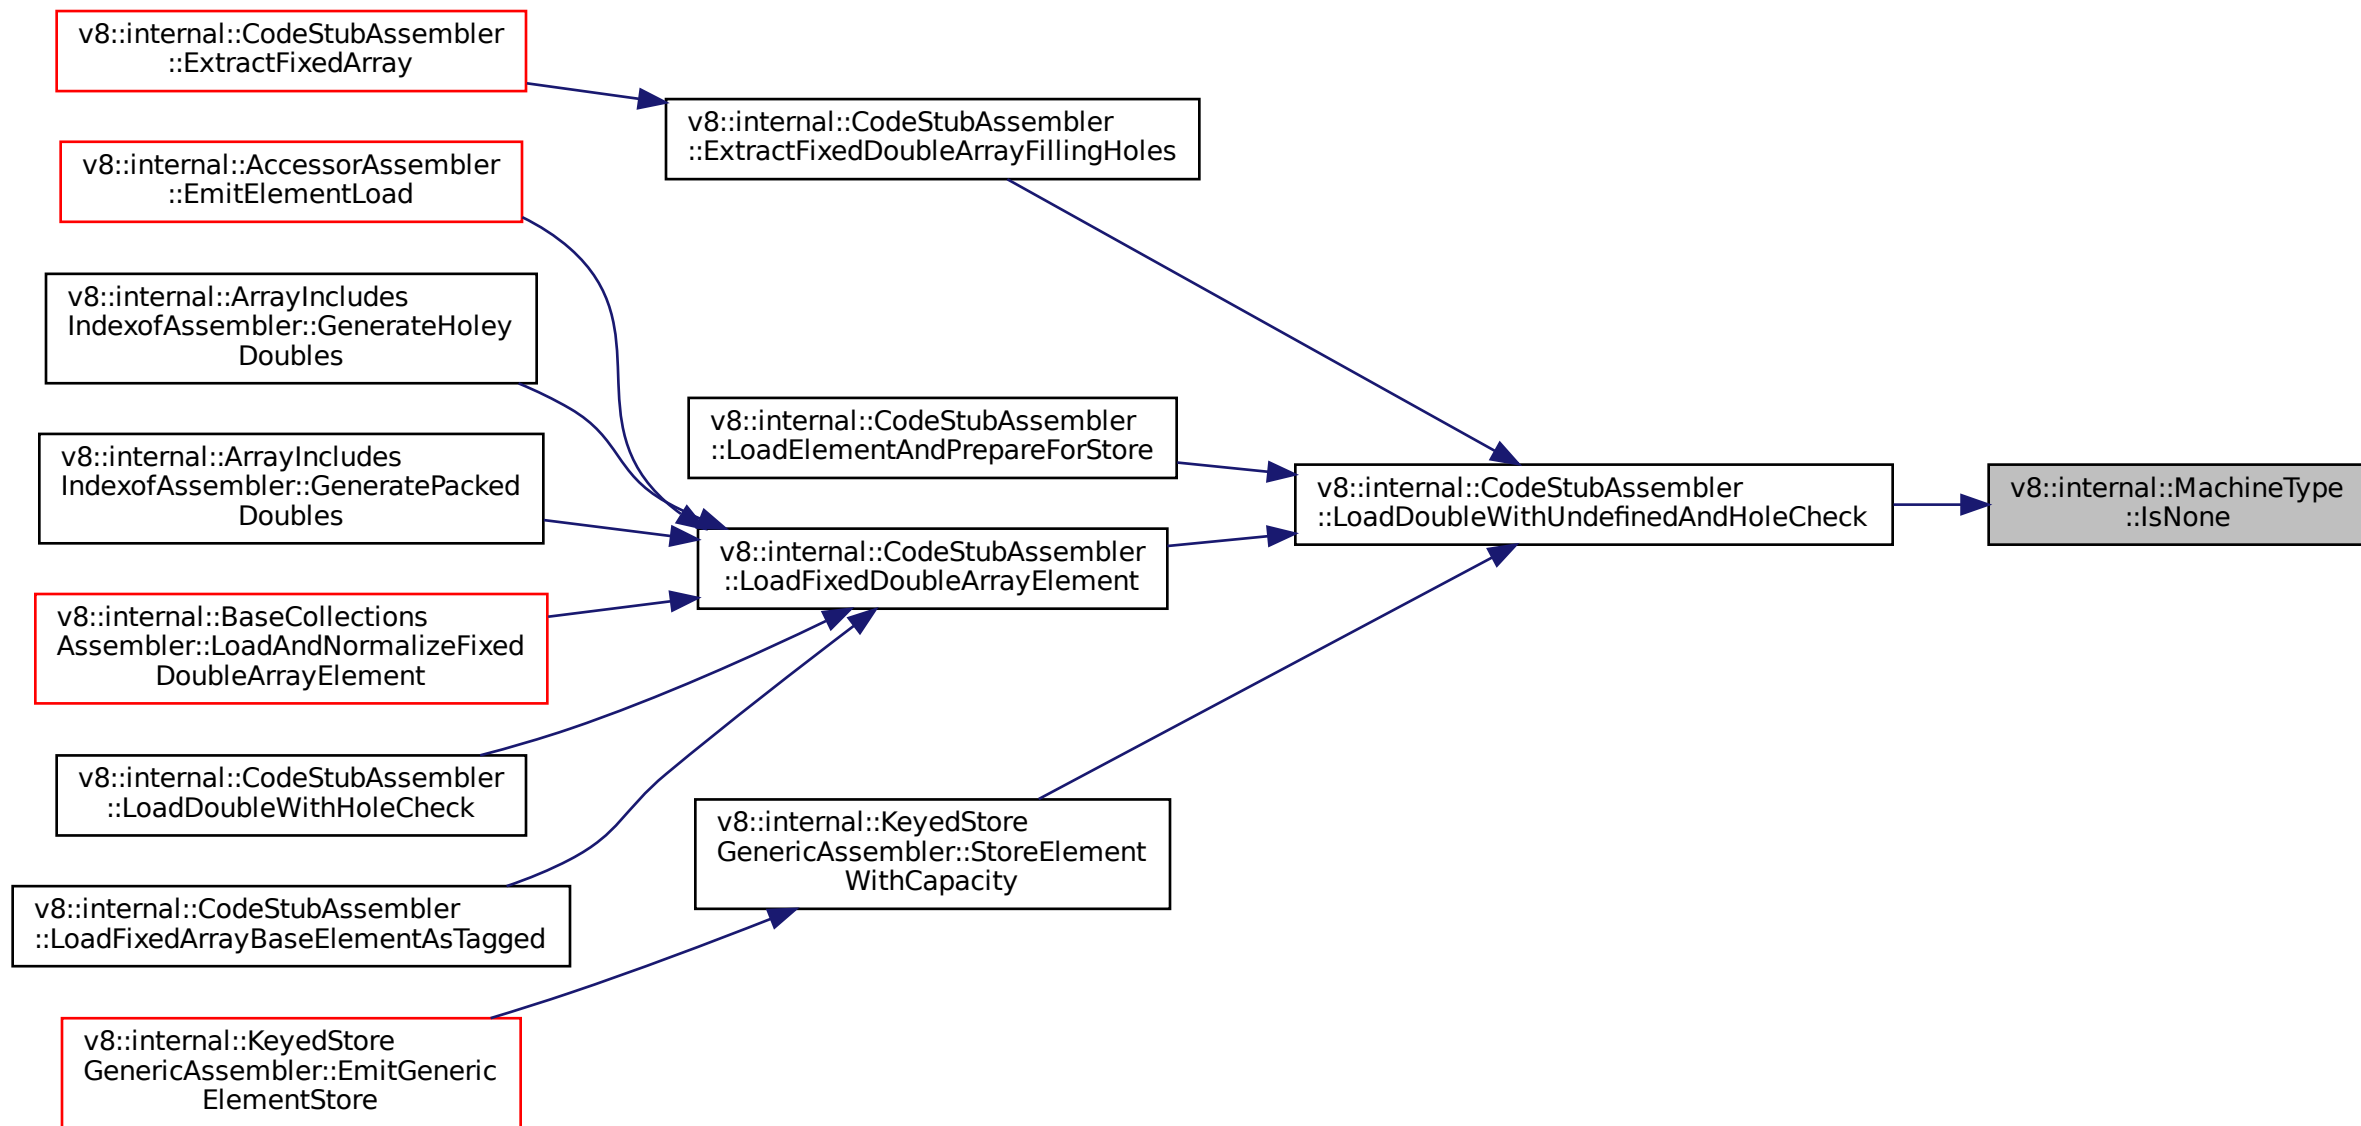 v8::internal::CodeStubAssembler
::ExtractFixedArray
v8::internal::CodeStubAssembler
::ExtractFixedDoubleArrayFillingHoles
v8::internal::AccessorAssembler
::EmitElementLoad
v8::internal::ArrayIncludes
IndexofAssembler::GenerateHoley
Doubles
v8::internal::CodeStubAssembler
::LoadElementAndPrepareForStore
v8::internal::ArrayIncludes
IndexofAssembler::GeneratePacked
Doubles
v8::internal::CodeStubAssembler
::LoadDoubleWithUndefinedAndHoleCheck
v8::internal::MachineType
::IsNone
v8::internal::CodeStubAssembler
::LoadFixedDoubleArrayElement
v8::internal::BaseCollections
Assembler::LoadAndNormalizeFixed
DoubleArrayElement
v8::internal::CodeStubAssembler
::LoadDoubleWithHoleCheck
v8::internal::KeyedStore
GenericAssembler::StoreElement
WithCapacity
v8::internal::CodeStubAssembler
::LoadFixedArrayBaseElementAsTagged
v8::internal::KeyedStore
GenericAssembler::EmitGeneric
ElementStore